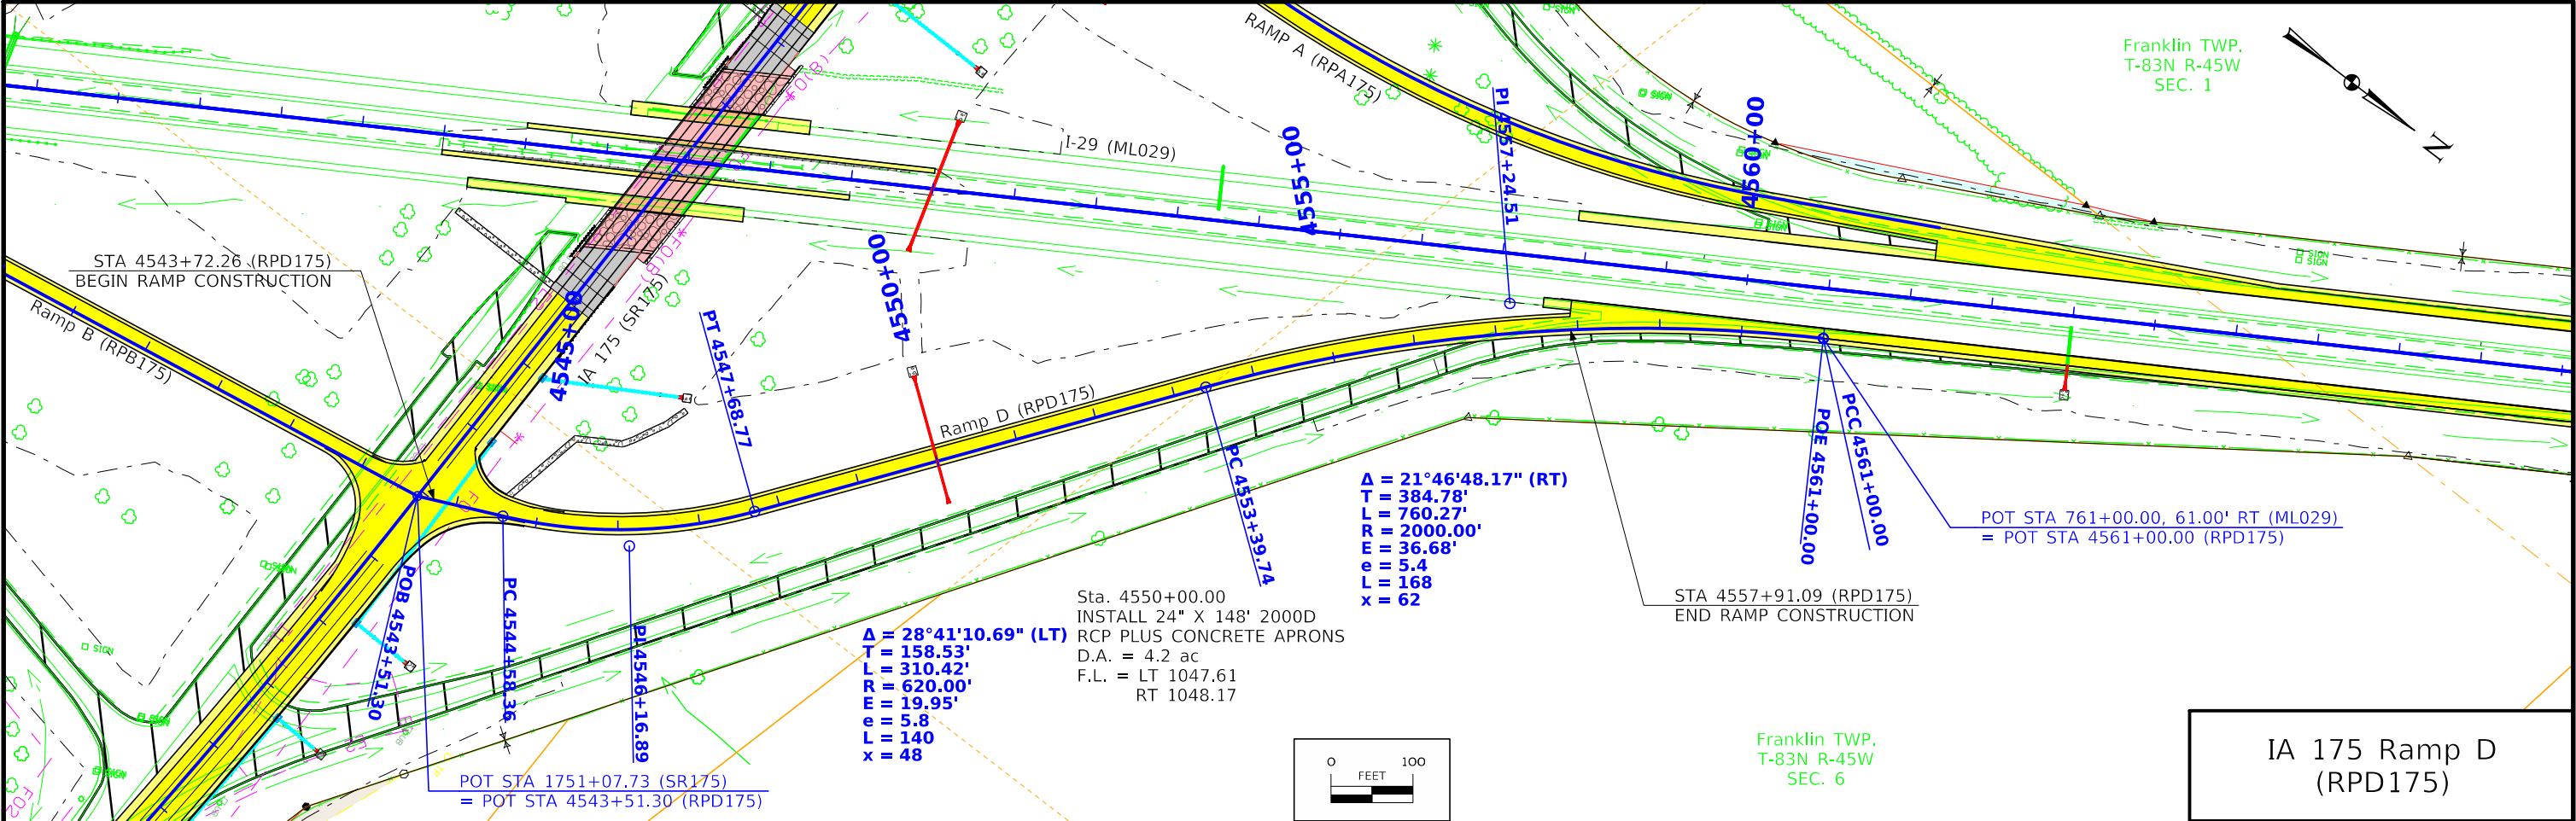 RAMP A (RPA175)
Franklin TWP.
T-83N R-45W
SEC. 1
N
I-29 (ML029)
PI 4557+24.51
4555+00
4560+00
4550+00
4545+00
STA 4543+72.26 (RPD175)
BEGIN RAMP CONSTRUCTION
Ramp B (RPB175)
IA 175 (SR175)
PT 4547+68.77
Ramp D (RPD175)
PC 4553+39.74
Δ = 21°46'48.17" (RT)
T = 384.78'
L = 760.27'
R = 2000.00'
E = 36.68'
e = 5.4
L = 168
x = 62
POE 4561+00.00
PCC 4561+00.00
POT STA 761+00.00, 61.00' RT (ML029)
= POT STA 4561+00.00 (RPD175)
STA 4557+91.09 (RPD175)
END RAMP CONSTRUCTION
POB 4543+51.30
PC 4544+58.36
PI 4546+16.89
Δ = 28°41'10.69" (LT)
T = 158.53'
L = 310.42'
R = 620.00'
E = 19.95'
e = 5.8
L = 140
x = 48
Sta. 4550+00.00
INSTALL 24" X 148' 2000D
RCP PLUS CONCRETE APRONS
D.A. = 4.2 ac
F.L. = LT 1047.61
RT 1048.17
POT STA 1751+07.73 (SR175)
= POT STA 4543+51.30 (RPD175)
0 100
FEET
Franklin TWP.
T-83N R-45W
SEC. 6
IA 175 Ramp D
(RPD175)
SIGN
SIGN
SIGN
SIGN
FO(B)
FO(B)
FO2